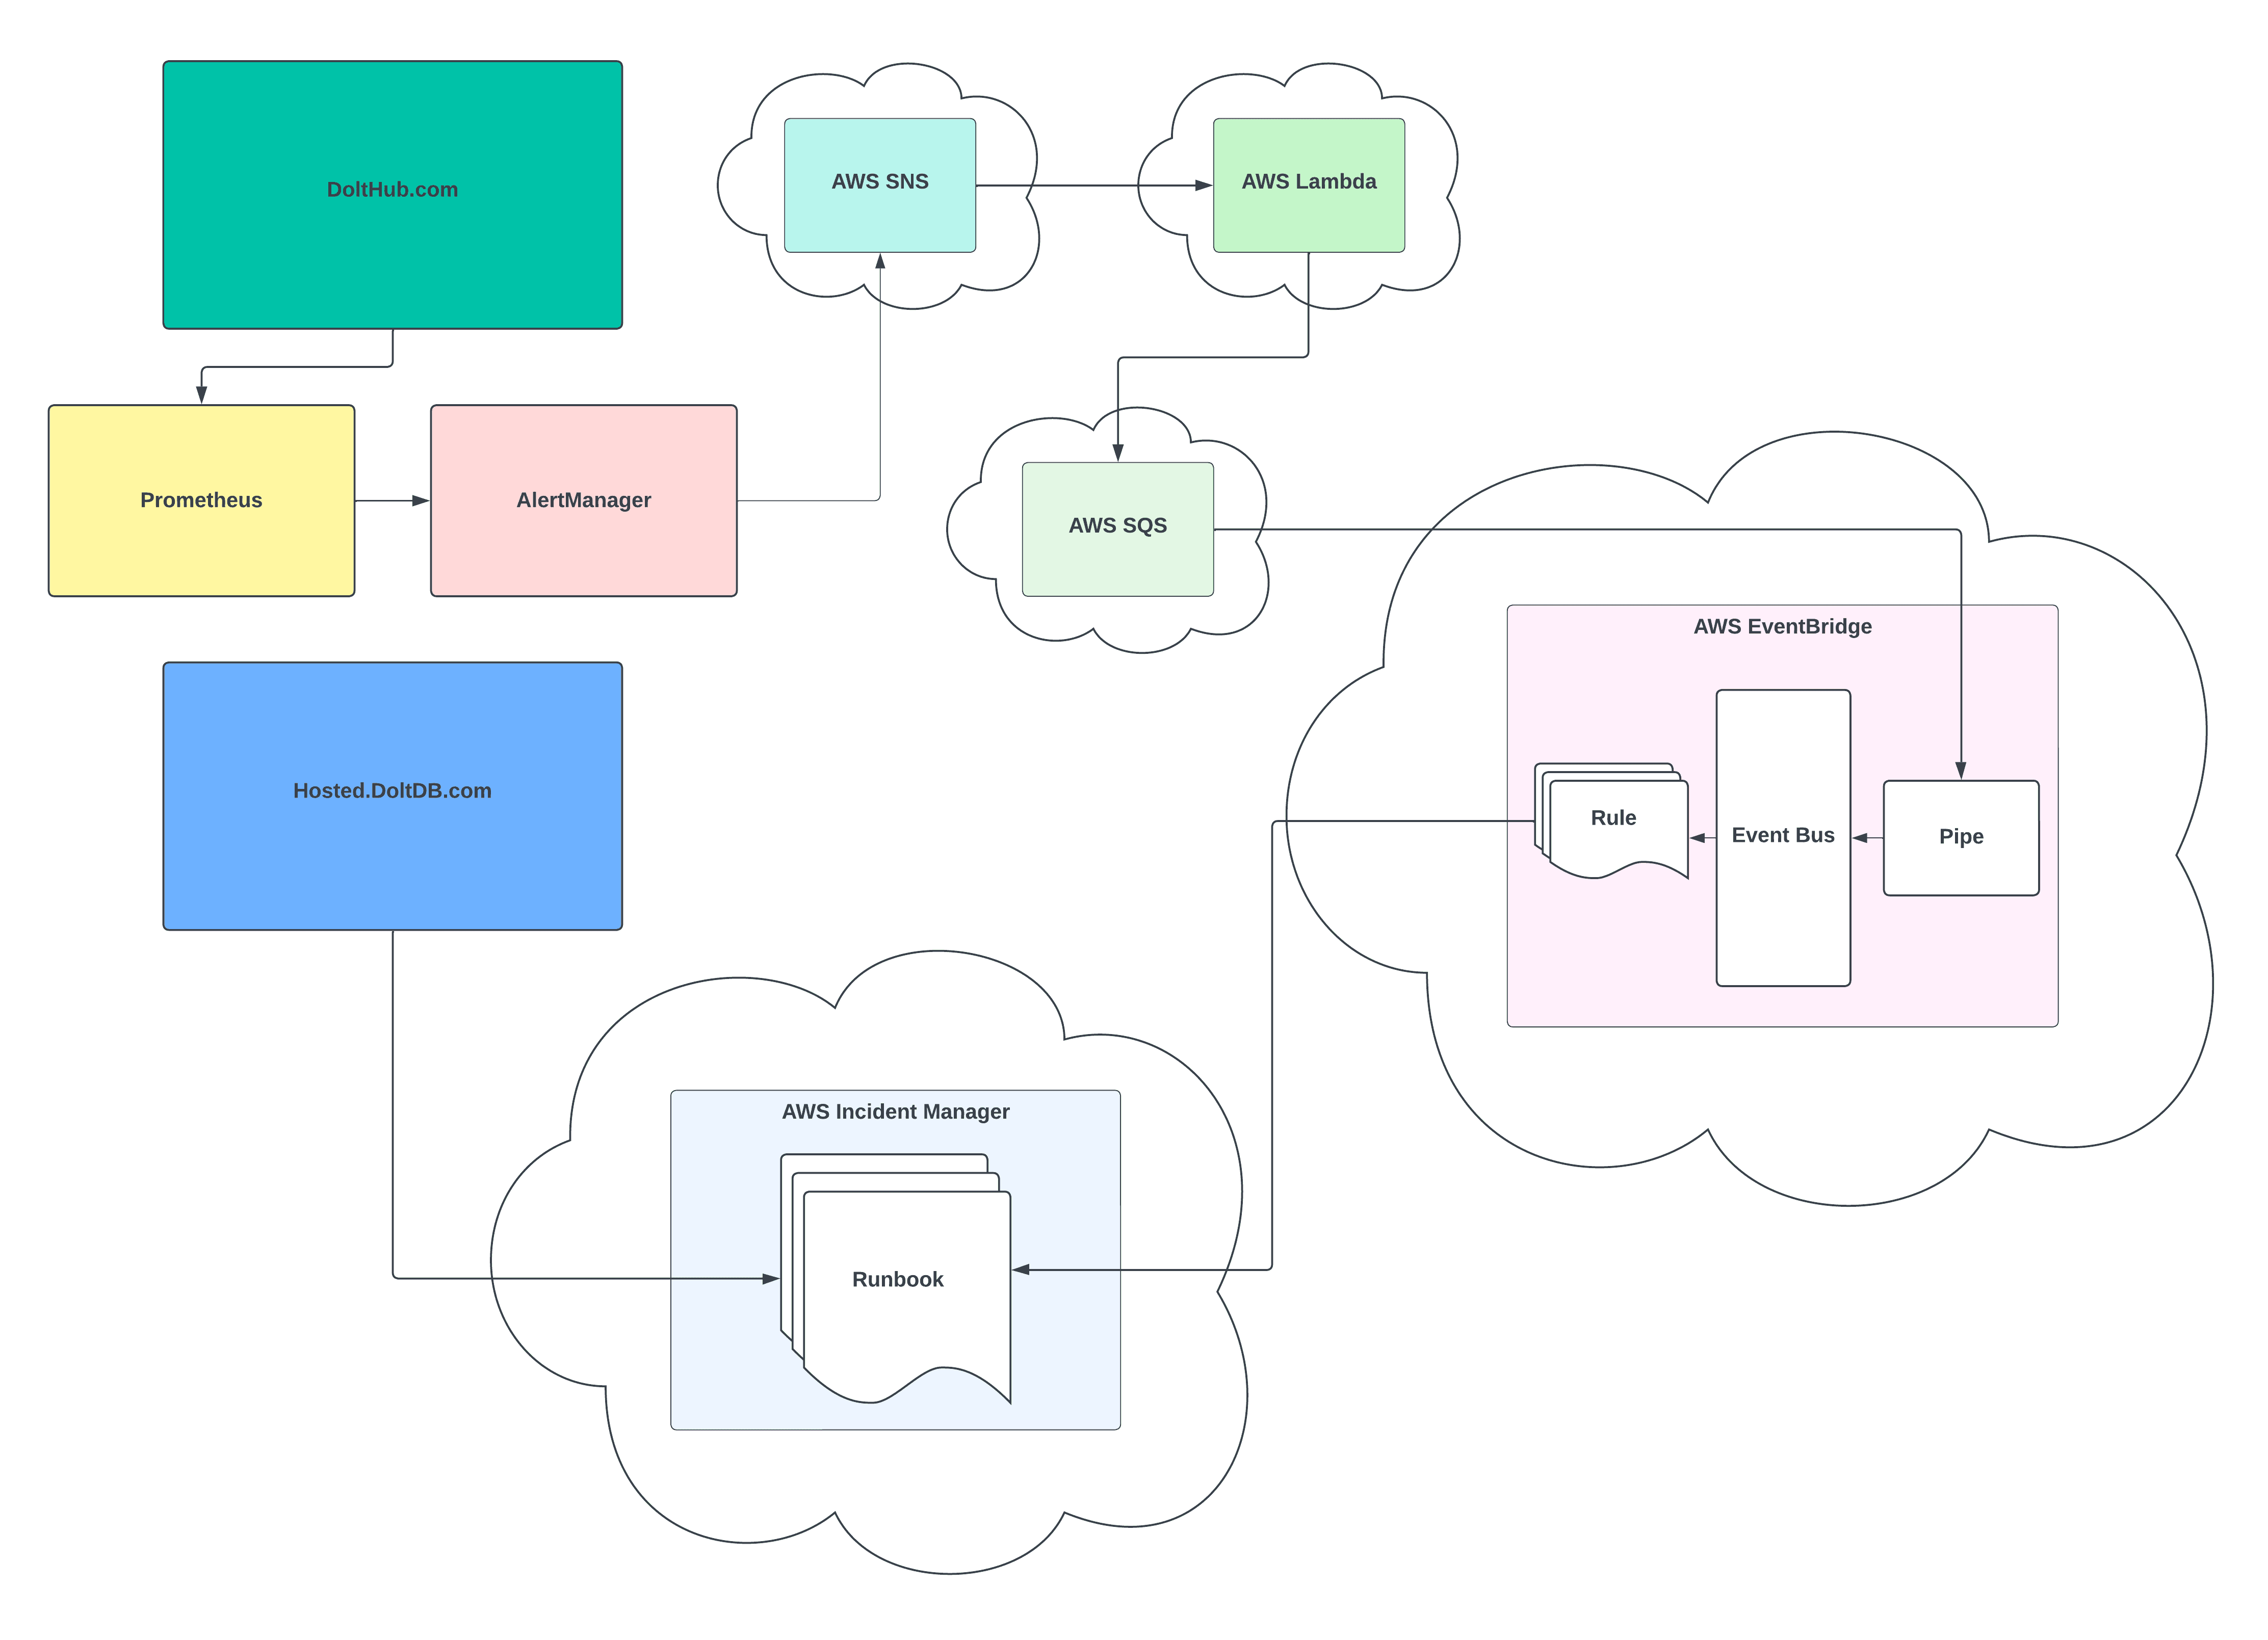 DoltHub.com
AWS SNS
AWS Lambda
Prometheus
AlertManager
AWS SQS
AWS EventBridge
Rule
Event Bus
Pipe
Hosted.DoltDB.com
AWS Incident Manager
Runbook